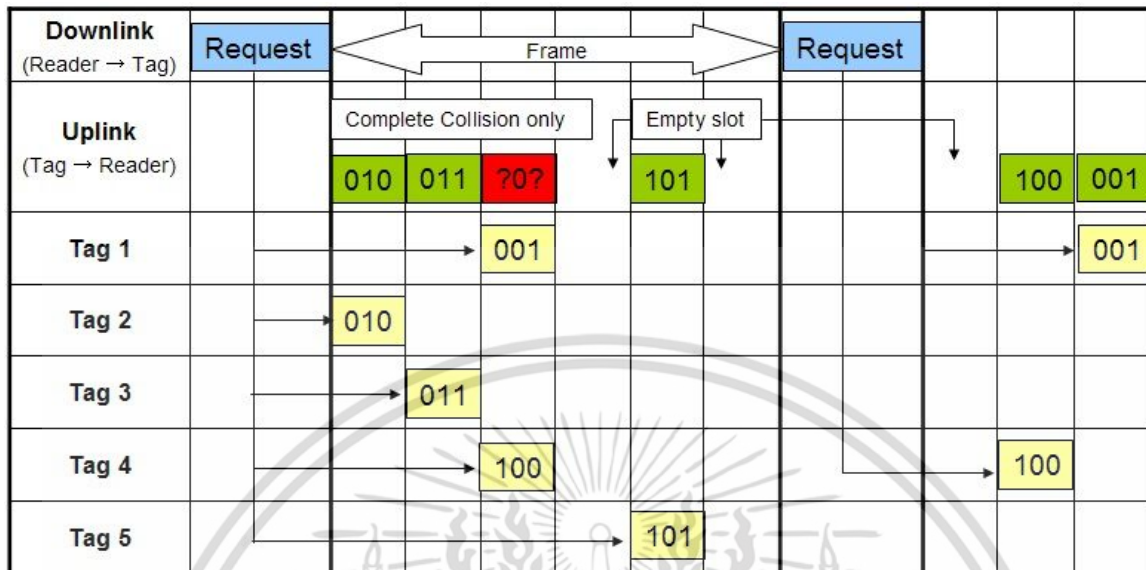 Downlink
(Reader → Tag)
Request
Frame
Request
Uplink
(Tag → Reader)
Complete Collision only
Empty slot
010 011 ?0? 101 100 001
Tag 1 001 001
Tag 2 010
Tag 3 011
Tag 4 100 100
Tag 5 101